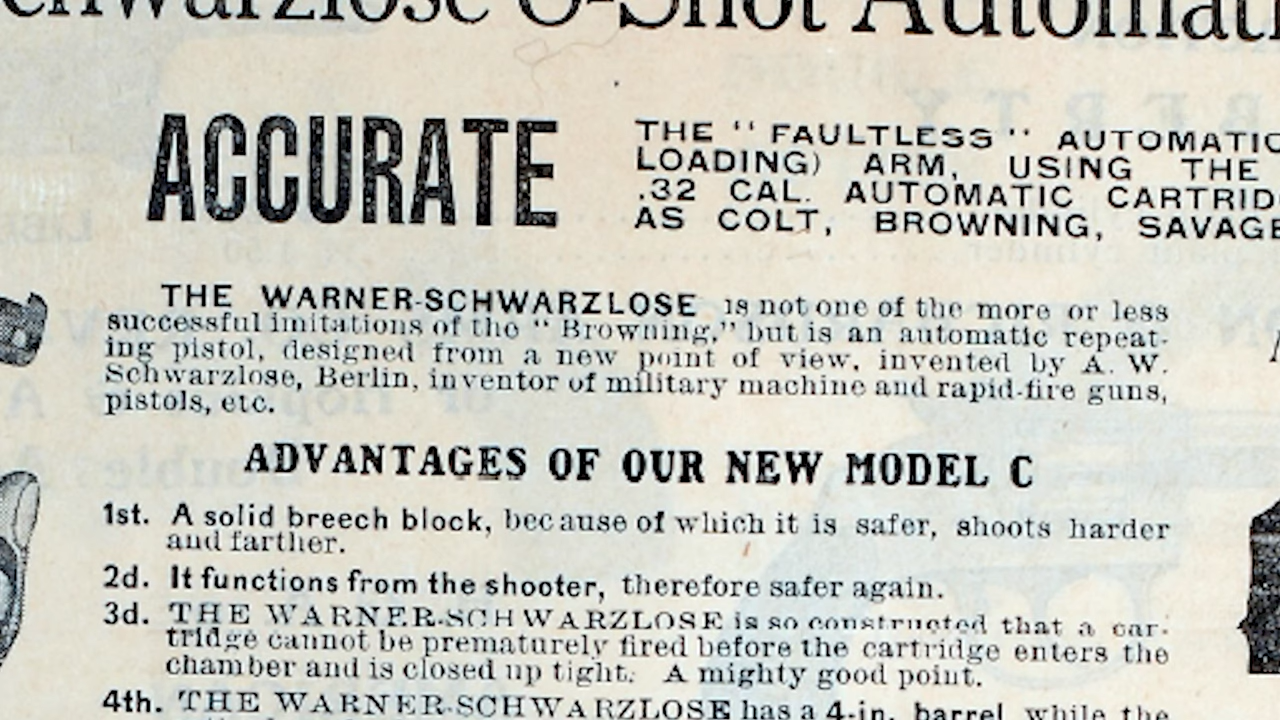 chwarzlose 8-Shot Automati
ACCURATE
THE "FAULTLESS" AUTOMATIC
LOADING) ARM, USING THE
.32 CAL. AUTOMATIC CARTRID
AS COLT, BROWNING, SAVAGE
THE WARNER-SCHWARZLOSE is not one of the more or less
successful imitations of the "Browning," but is an automatic repeat-
ing pistol, designed from a new point of view, invented by A. W.
Schwarzlose, Berlin, inventor of military machine and rapid-fire guns,
pistols, etc.
ADVANTAGES OF OUR NEW MODEL C
1st. A solid breech block, because of which it is safer, shoots harder
and farther.
2d. It functions from the shooter, therefore safer again.
3d. THE WARNER-SCHWARZLOSE is so constructed that a car-
tridge cannot be prematurely fired before the cartridge enters the
chamber and is closed up tight. A mighty good point.
4th. THE WARNER-SCHWARZLOSE has a 4-in. barrel, while the